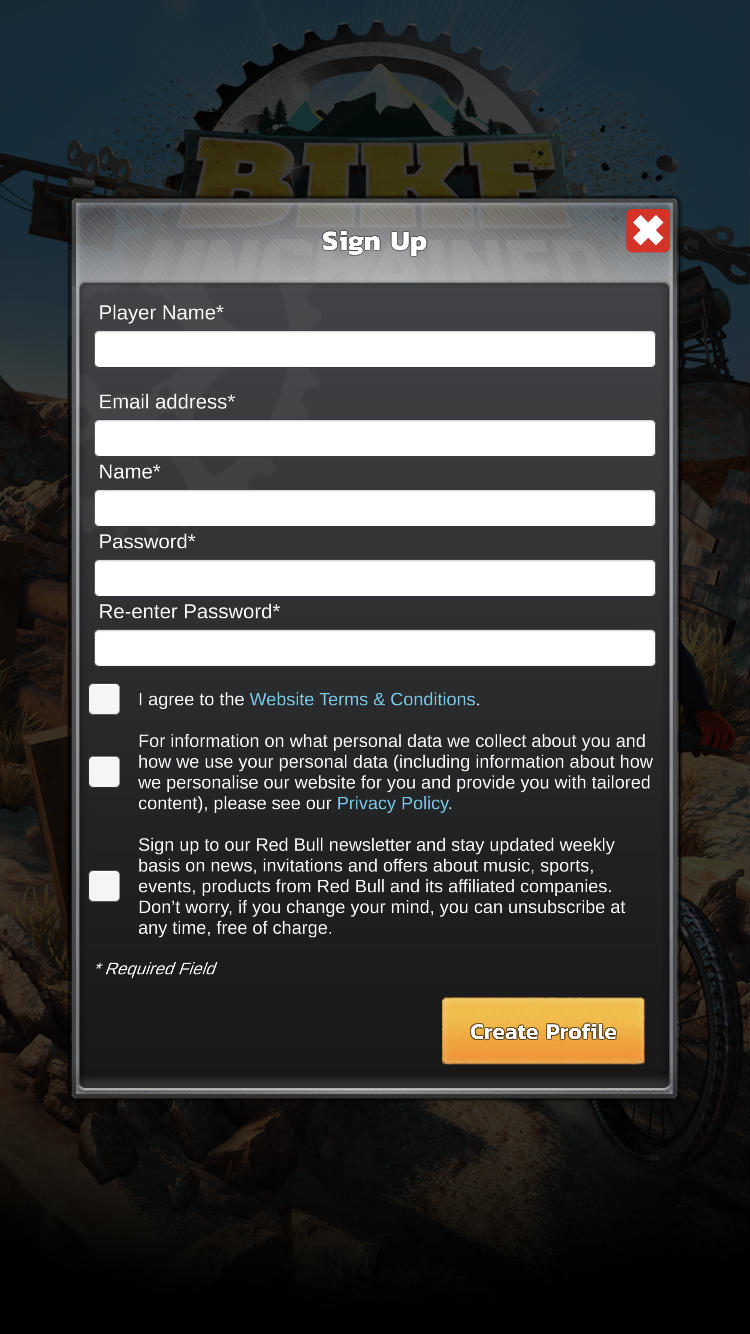 BIKE
UNCHAINED
Sign Up
Player Name*
Email address*
Name*
Password*
Re-enter Password*
I agree to the Website Terms & Conditions.
For information on what personal data we collect about you and
how we use your personal data (including information about how
we personalise our website for you and provide you with tailored
content), please see our Privacy Policy.
Sign up to our Red Bull newsletter and stay updated weekly
basis on news, invitations and offers about music, sports,
events, products from Red Bull and its affiliated companies.
Don’t worry, if you change your mind, you can unsubscribe at
any time, free of charge.
* Required Field
Create Profile